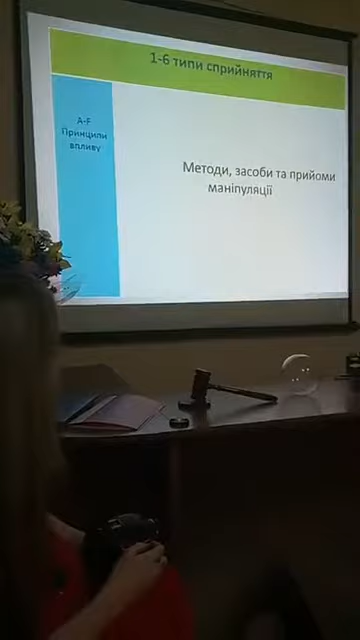 1-6 типи сприйняття
A-F
Принципи
впливу
Методи, засоби та прийоми
маніпуляції